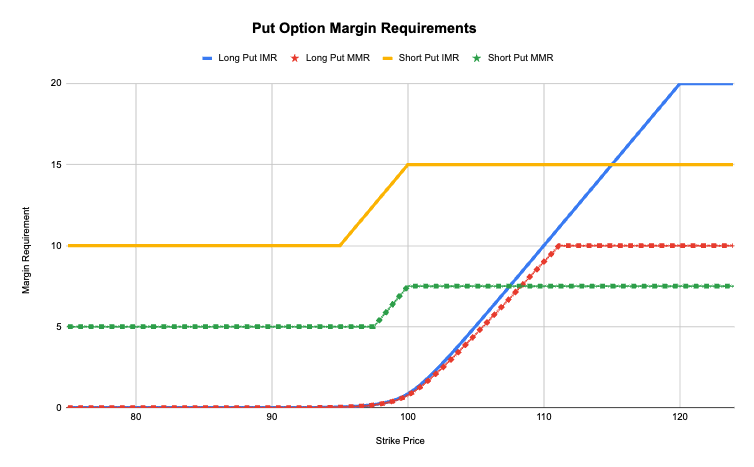 Put Option Margin Requirements
Long Put IMR Long Put MMR Short Put IMR Short Put MMR
20
15
10
5
0
Margin Requirement
80 90 100 110 120
Strike Price